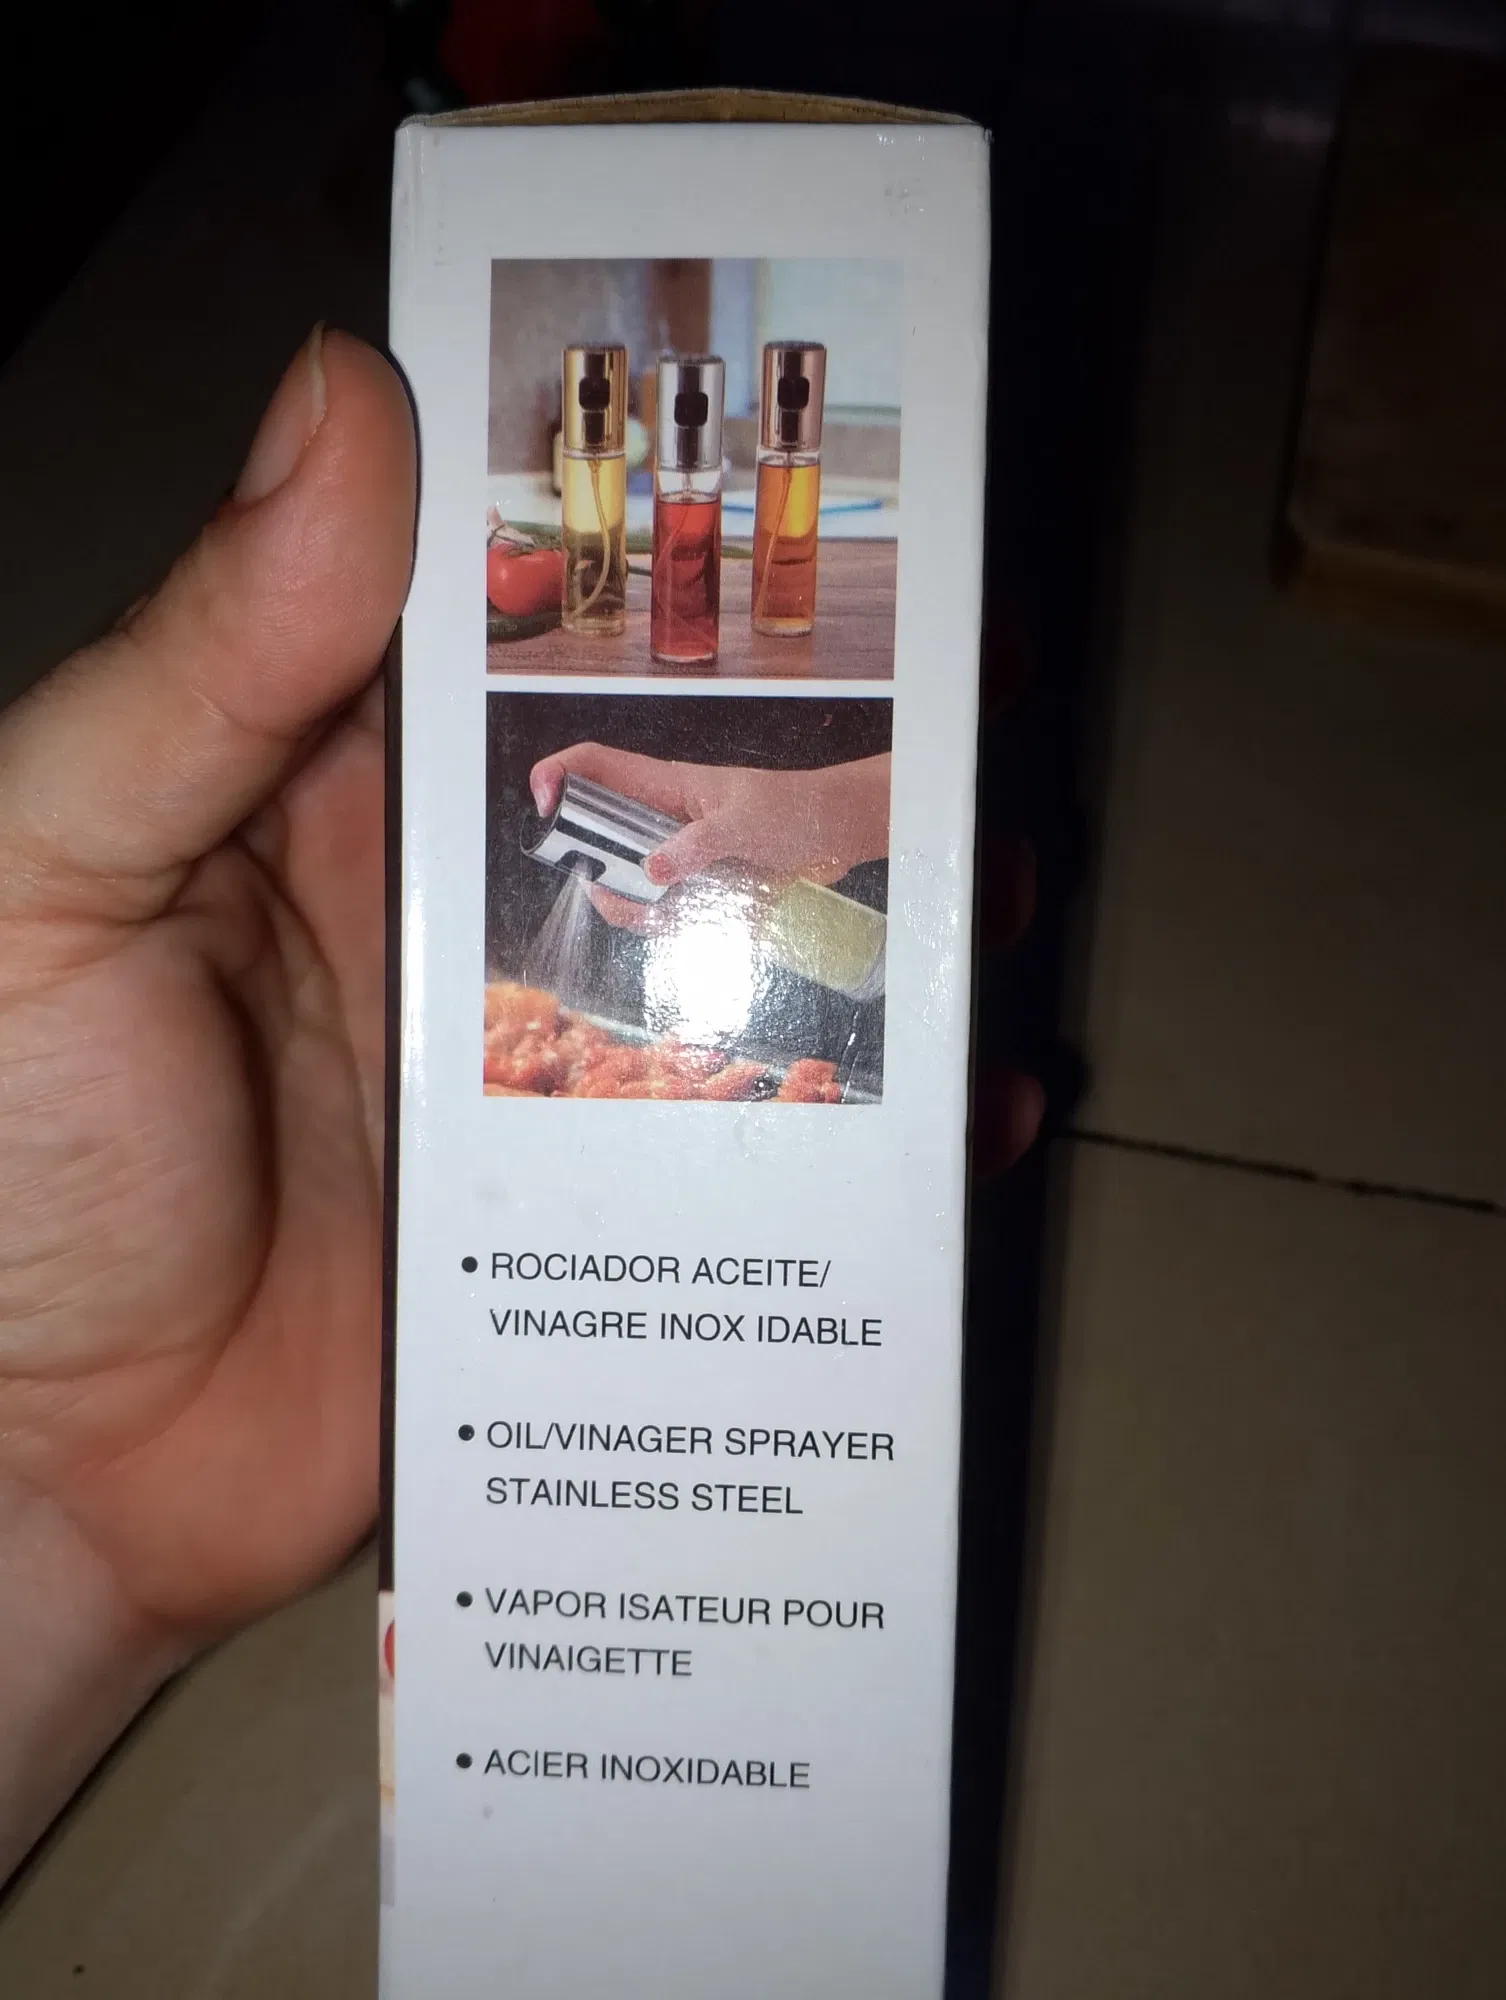 • ROCIADOR ACEITE/
VINAGRE INOX IDABLE
• OIL/VINAGER SPRAYER
STAINLESS STEEL
• VAPOR ISATEUR POUR
VINAIGETTE
• ACIER INOXIDABLE